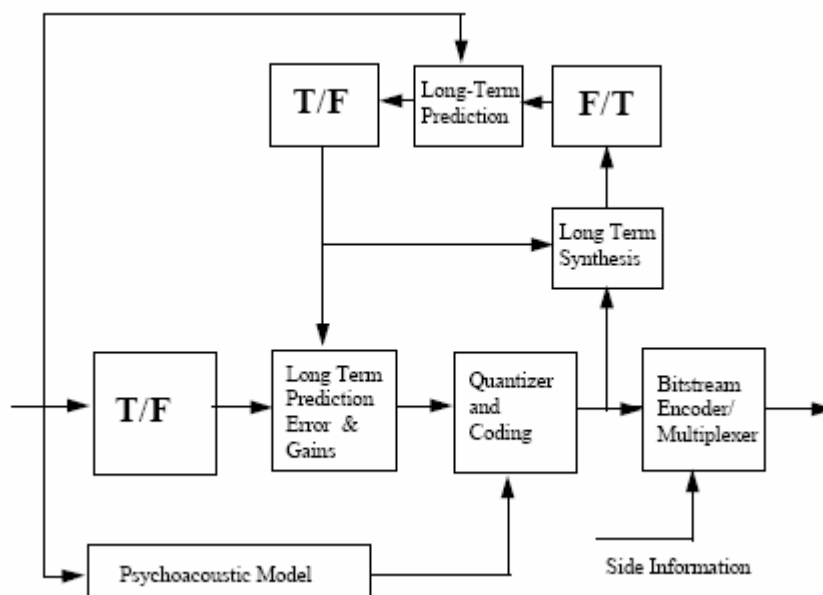 T/F
Long-Term
Prediction
F/T
Long Term
Synthesis
T/F
Long Term
Prediction
Error &
Gains
Quantizer
and
Coding
Bitstream
Encoder/
Multiplexer
Psychoacoustic Model
Side Information